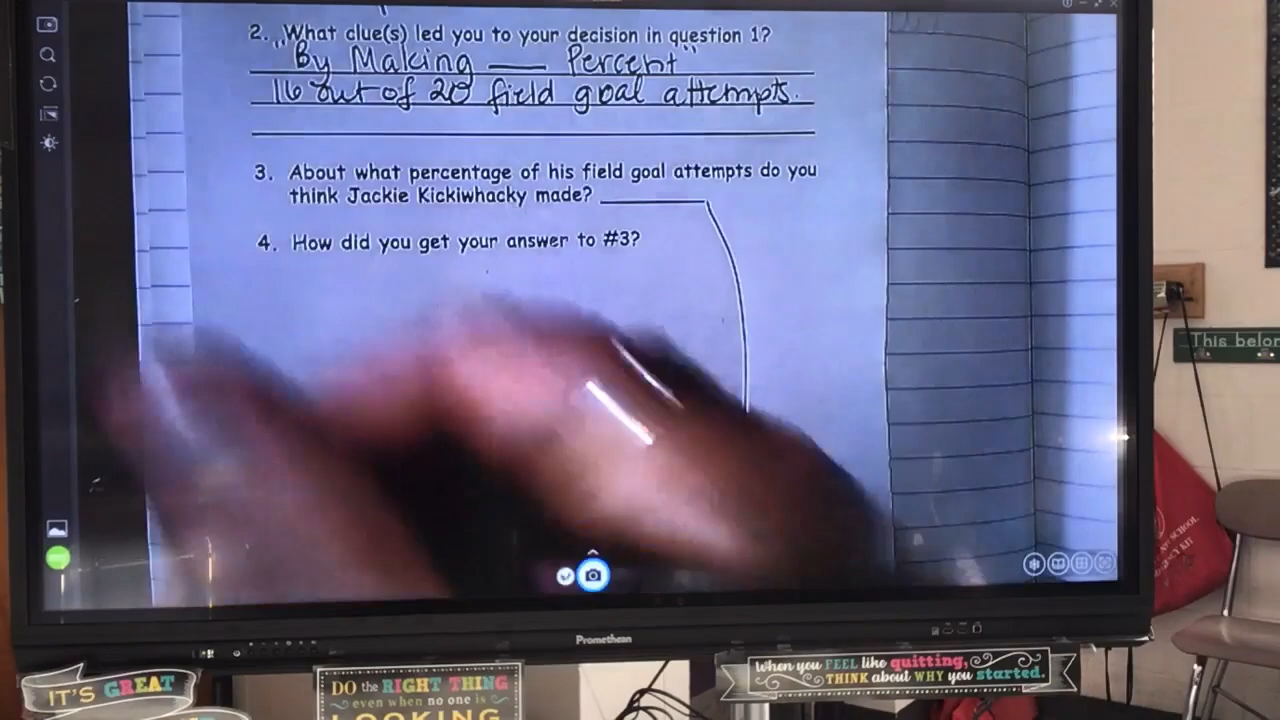 2. What clue(s) led you to your decision in question 1?
"By Making ___ Percent"
16 out of 20 field goal attempts.
3. About what percentage of his field goal attempts do you
think Jackie Kickiwhacky made? ________
4. How did you get your answer to #3?
This belon
Promethean
IT'S GREAT
DO the RIGHT THING
even when no one is
LOOKING
When you FEEL like quitting,
THINK about WHY you started.
SCHOOL